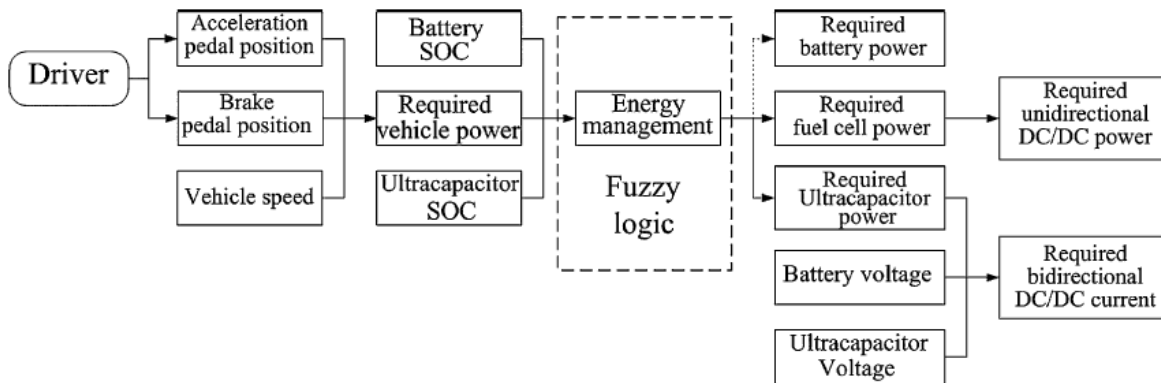 Driver
Acceleration
pedal position
Brake
pedal position
Vehicle speed
Battery
SOC
Required
vehicle power
Ultracapacitor
SOC
Energy
management
Fuzzy
logic
Required
battery power
Required
fuel cell power
Required
Ultracapacitor
power
Battery voltage
Ultracapacitor
Voltage
Required
unidirectional
DC/DC power
Required
bidirectional
DC/DC current